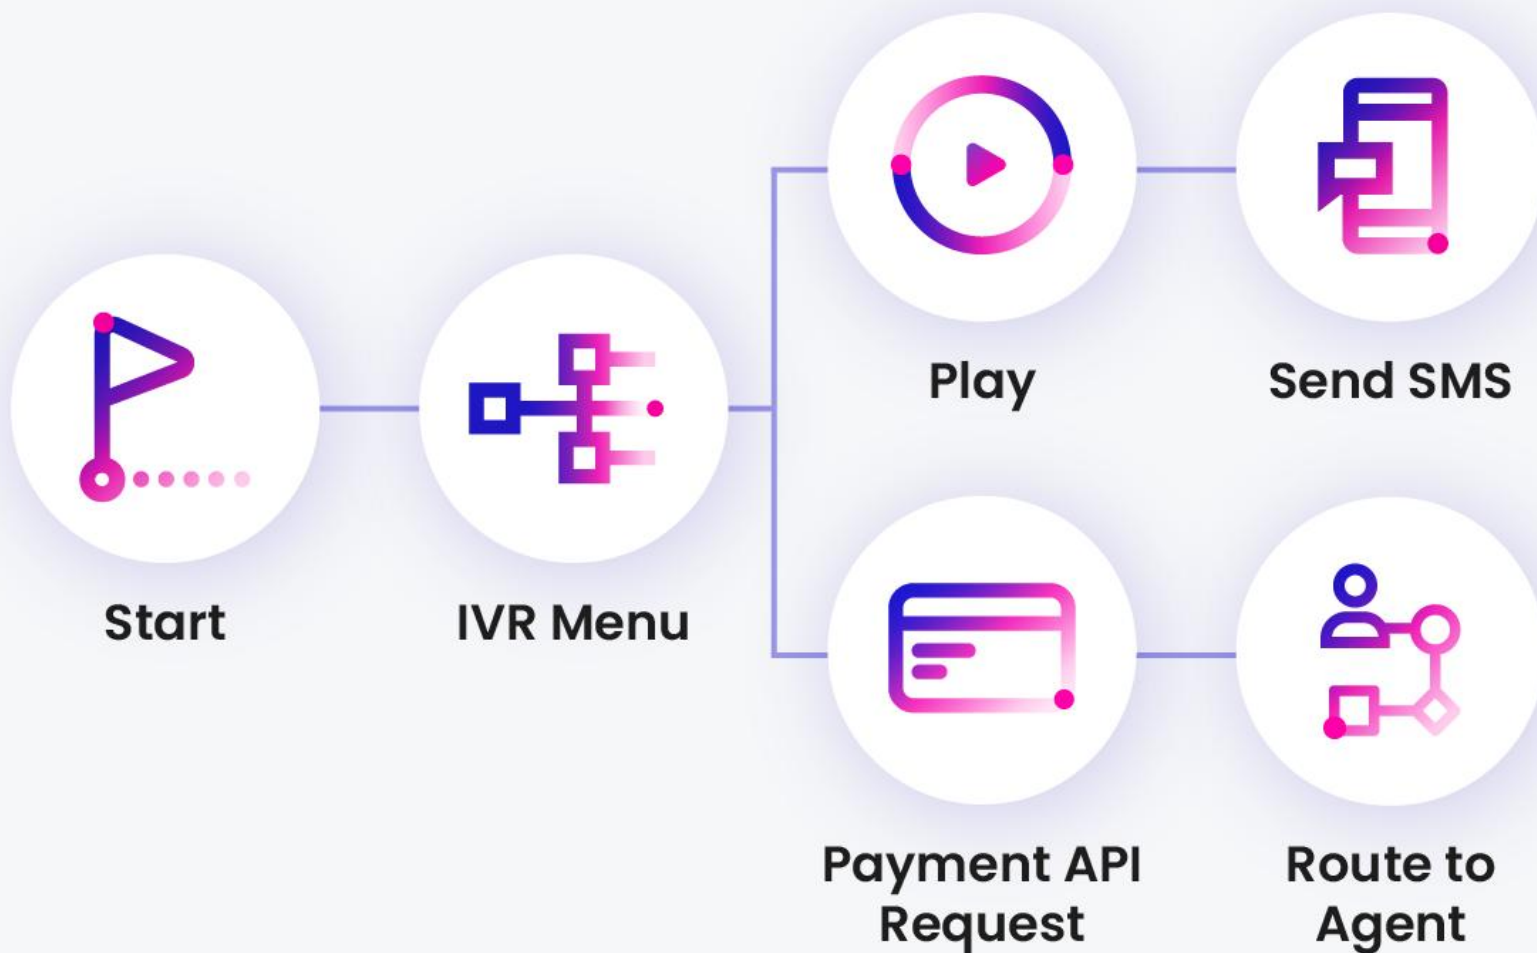 Start
IVR Menu
Play
Send SMS
Payment API
Request
Route to
Agent